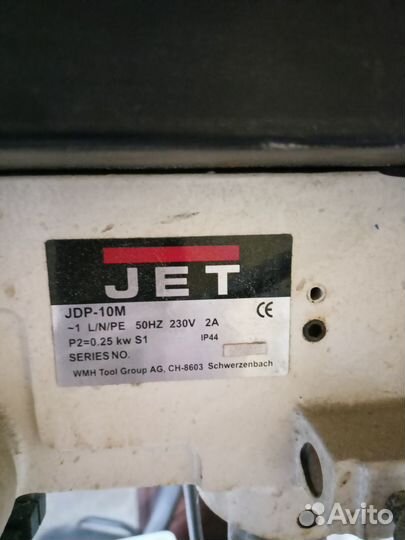 JET
JDP-10M
~1 L/N/PE 50HZ 230V 2A
P2=0.25 kw S1 IP44
SERIES NO.
WMH Tool Group AG, CH-8603 Schwerzenbach
CE
Avito